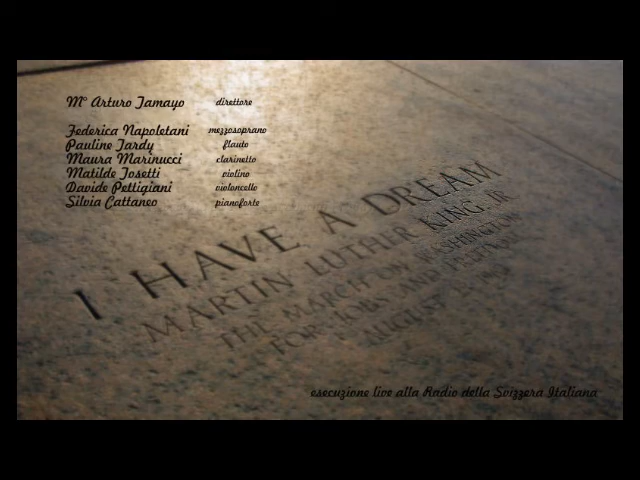 M° Arturo Tamayo direttore
Federica Napoletani mezzosoprano
Pauline Tardy flauto
Maura Marinucci clarinetto
Matilde Tosetti violino
Davide Pettigiani violoncello
Silvia Cattaneo pianoforte
I HAVE A DREAM
MARTIN LUTHER KING, JR.
THE MARCH ON WASHINGTON
FOR JOBS AND FREEDOM
AUGUST
esecuzione live alla Radio della Svizzera Italiana